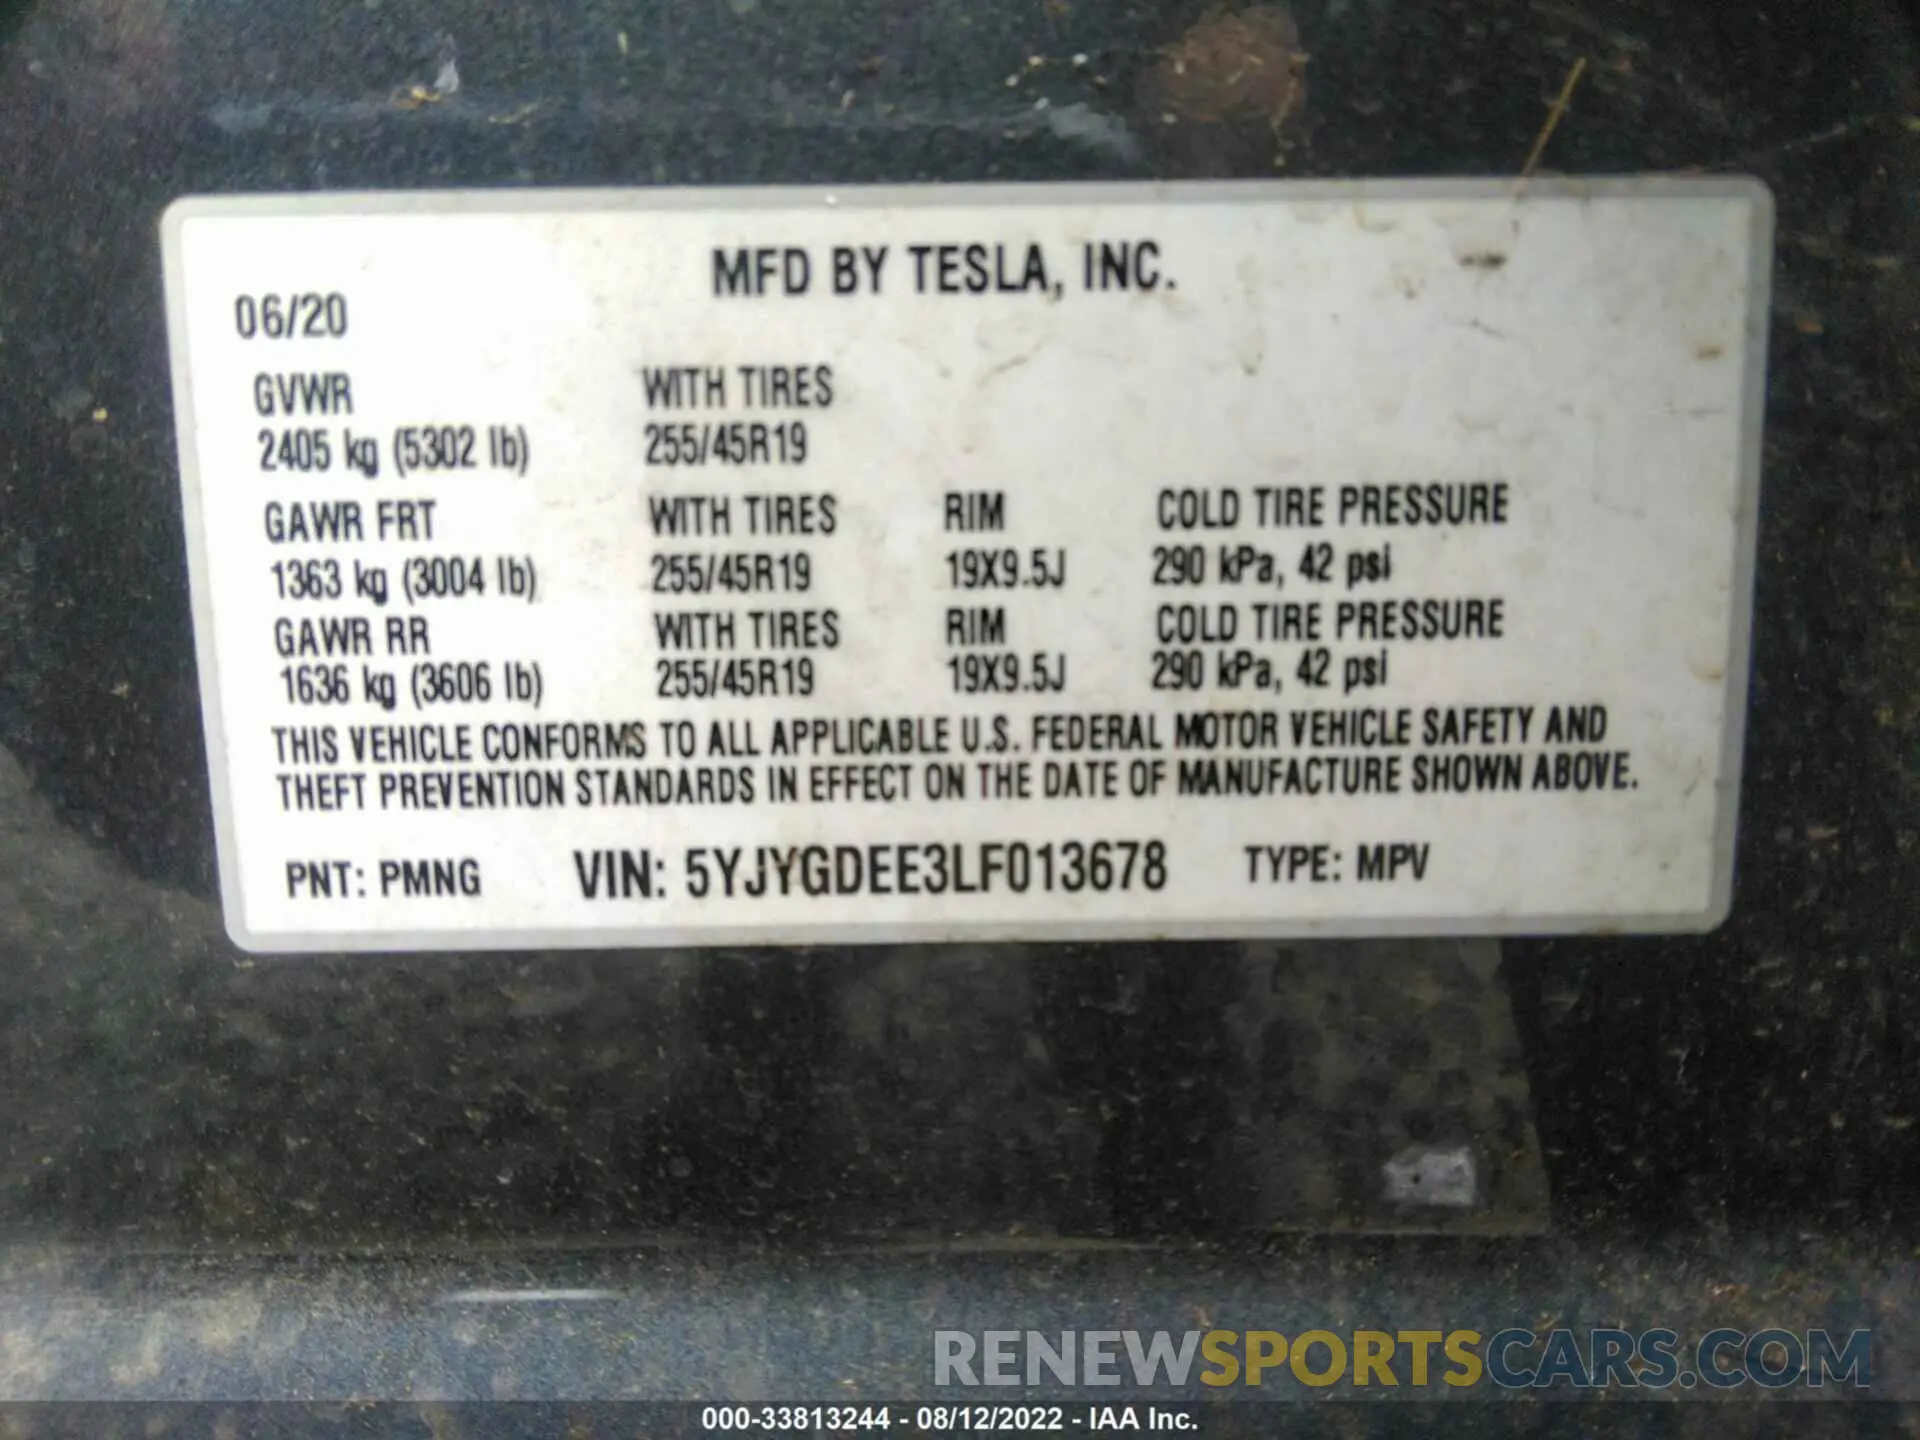 MFD BY TESLA, INC.
06/20
GVWR WITH TIRES
2405 kg (5302 lb) 255/45R19
GAWR FRT WITH TIRES RIM COLD TIRE PRESSURE
1363 kg (3004 lb) 255/45R19 19X9.5J 290 kPa, 42 psi
GAWR RR WITH TIRES RIM COLD TIRE PRESSURE
1636 kg (3606 lb) 255/45R19 19X9.5J 290 kPa, 42 psi
THIS VEHICLE CONFORMS TO ALL APPLICABLE U.S. FEDERAL MOTOR VEHICLE SAFETY AND
THEFT PREVENTION STANDARDS IN EFFECT ON THE DATE OF MANUFACTURE SHOWN ABOVE.
PNT: PMNG VIN: 5YJYGDEE3LF013678 TYPE: MPV
RENEWSPORTSCARS.COM
000-33813244 - 08/12/2022 - IAA Inc.